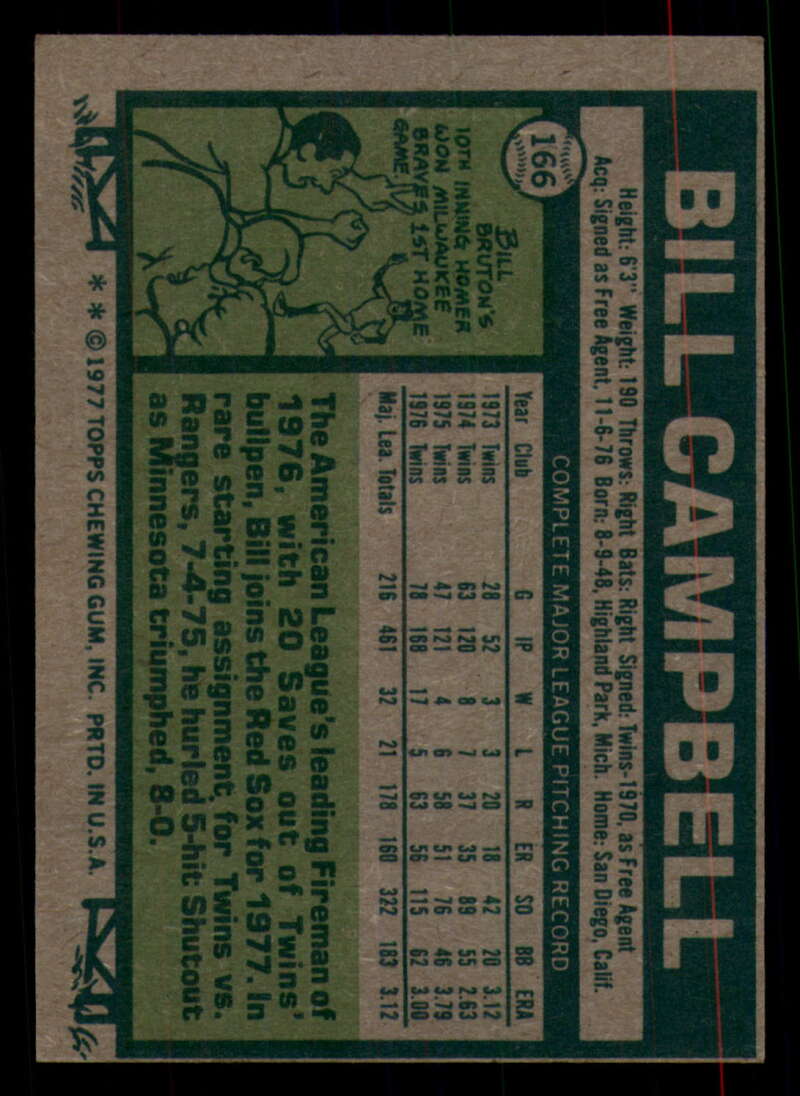 BILL CAMPBELL
Height: 6'3" Weight: 190 Throws: Right Bats: Right Signed: Twins-1970, as Free Agent
Acq: Signed as Free Agent, 11-6-76 Born: 8-9-48, Highland Park, Mich. Home: San Diego, Calif.
166
COMPLETE MAJOR LEAGUE PITCHING RECORD
Year Club G IP W L R ER SO BB ERA
1973 Twins 28 52 3 3 20 18 42 20 3.12
1974 Twins 63 120 8 7 37 35 89 55 2.63
1975 Twins 47 121 4 6 58 51 76 46 3.79
1976 Twins 78 168 17 5 63 56 115 62 3.00
Maj. Lea. Totals 216 461 32 21 178 160 322 183 3.12
BILL
BRUTON'S
10TH INNING HOMER
WON MILWAUKEE
BRAVES 1ST HOME
GAME
The American League's leading Fireman of
1976, with 20 Saves out of Twins'
bullpen, Bill joins the Red Sox for 1977. In
rare starting assignment, for Twins vs.
Rangers, 7-4-75, he hurled 5-hit Shutout
as Minnesota triumphed, 8-0.
* * ©1977 TOPPS CHEWING GUM, INC. PRTD. IN U.S.A.